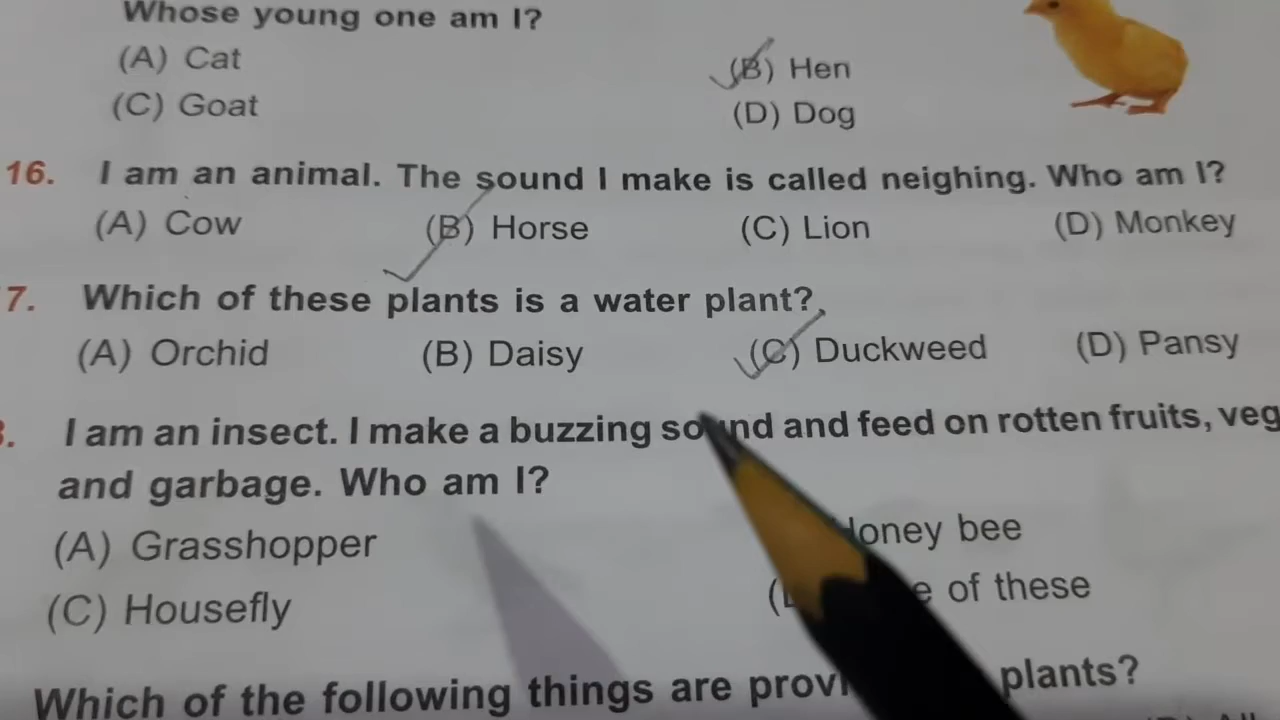 Whose young one am I?
(A) Cat
(B) Hen
(C) Goat
(D) Dog
16. I am an animal. The sound I make is called neighing. Who am I?
(A) Cow (B) Horse (C) Lion (D) Monkey
7. Which of these plants is a water plant?
(A) Orchid (B) Daisy (C) Duckweed (D) Pansy
I am an insect. I make a buzzing sound and feed on rotten fruits, veg
and garbage. Who am I?
(A) Grasshopper
oney bee
(C) Housefly
e of these
Which of the following things are provi plants?